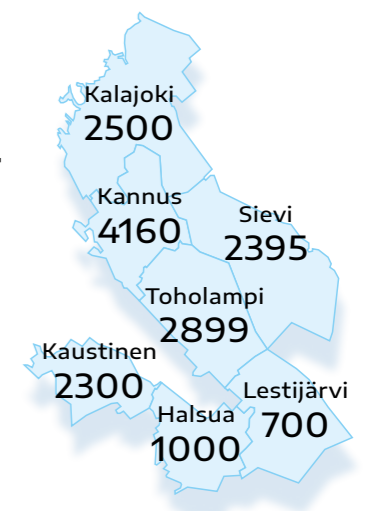 Kalajoki
2500
Kannus
4160
Sievi
2395
Toholampi
2899
Kaustinen
2300
Lestijärvi
700
Halsua
1000